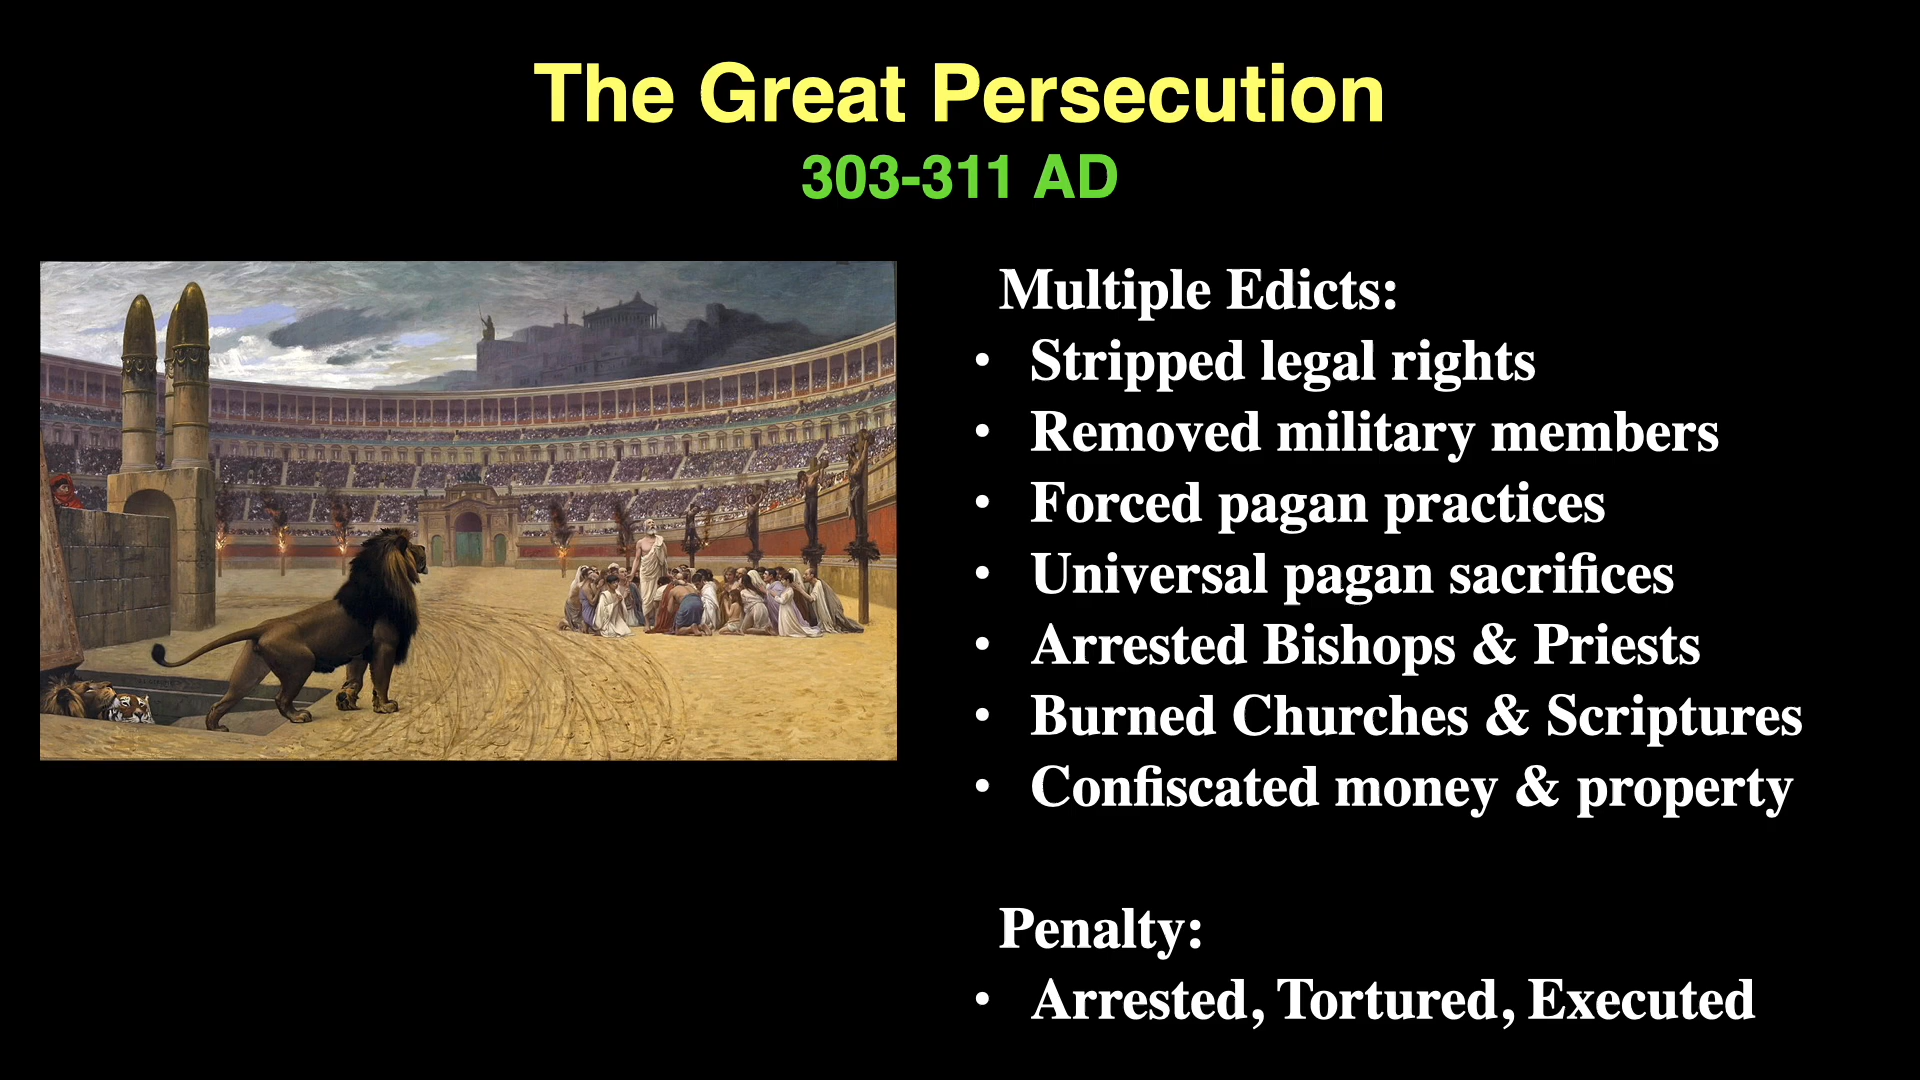 The Great Persecution
303-311 AD
Multiple Edicts:
• Stripped legal rights
• Removed military members
• Forced pagan practices
• Universal pagan sacrifices
• Arrested Bishops & Priests
• Burned Churches & Scriptures
• Confiscated money & property
Penalty:
• Arrested, Tortured, Executed